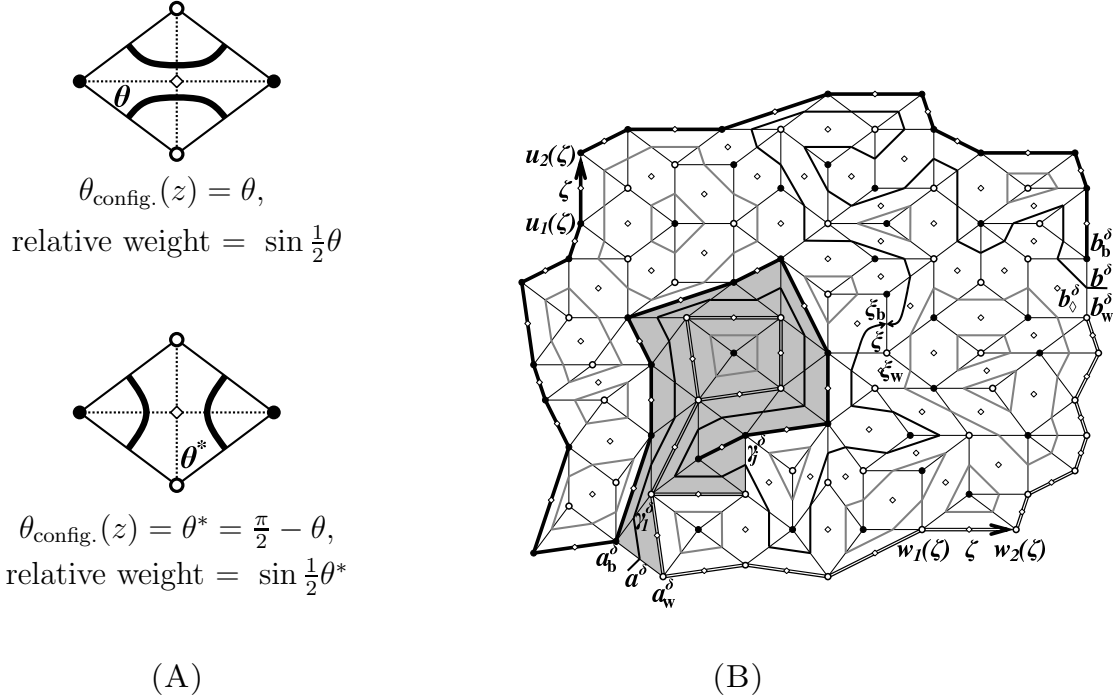 θ
θ_config.(z) = θ,
relative weight = sin ½θ
θ*
θ_config.(z) = θ* = π/2 − θ,
relative weight = sin ½θ*
(A)
u₂(ζ)
ζ
u₁(ζ)
b_b^δ
b^δ
b_◊^δ
b_w^δ
ξ_b
ξ
ξ_w
γ_j^δ
γ_1^δ
a_b^δ
a^δ
a_w^δ
w₁(ζ)
ζ
w₂(ζ)
(B)